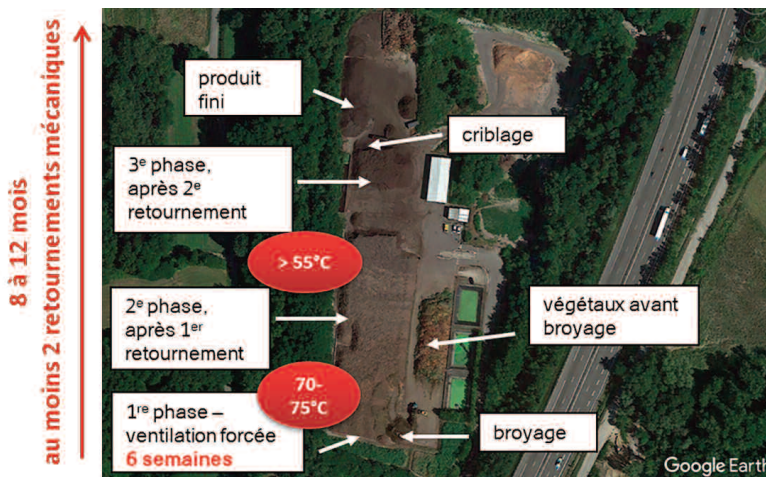 8 à 12 mois
au moins 2 retournements mécaniques
produit
fini
criblage
3e phase,
après 2e
retournement
> 55°C
2e phase,
après 1er
retournement
végétaux avant
broyage
70-
75°C
1re phase –
ventilation forcée
6 semaines
broyage
Google Earth